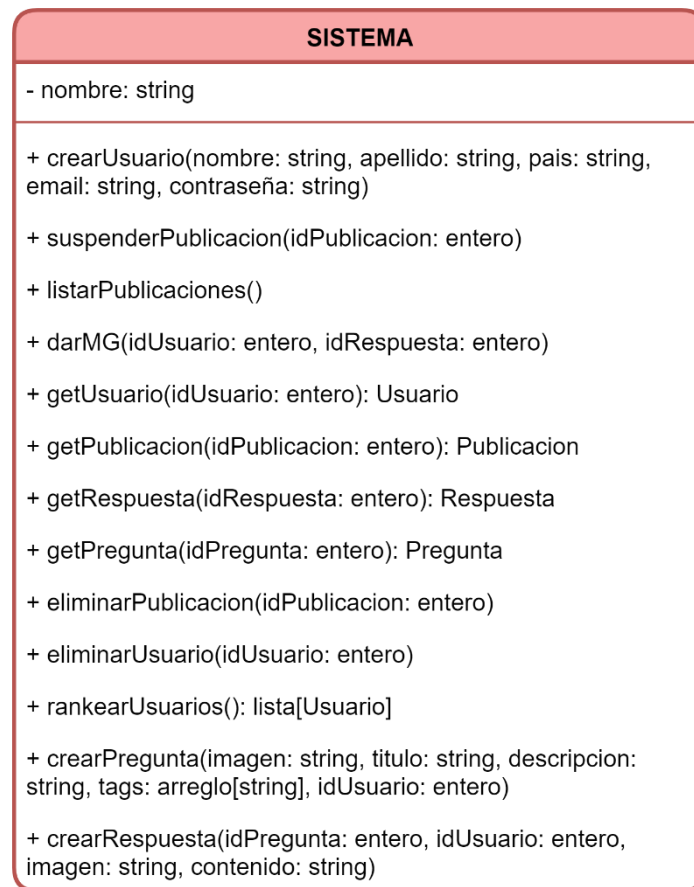 SISTEMA
- nombre: string
+ crearUsuario(nombre: string, apellido: string, pais: string,
email: string, contraseña: string)
+ suspenderPublicacion(idPublicacion: entero)
+ listarPublicaciones()
+ darMG(idUsuario: entero, idRespuesta: entero)
+ getUsuario(idUsuario: entero): Usuario
+ getPublicacion(idPublicacion: entero): Publicacion
+ getRespuesta(idRespuesta: entero): Respuesta
+ getPregunta(idPregunta: entero): Pregunta
+ eliminarPublicacion(idPublicacion: entero)
+ eliminarUsuario(idUsuario: entero)
+ rankearUsuarios(): lista[Usuario]
+ crearPregunta(imagen: string, titulo: string, descripcion:
string, tags: arreglo[string], idUsuario: entero)
+ crearRespuesta(idPregunta: entero, idUsuario: entero,
imagen: string, contenido: string)